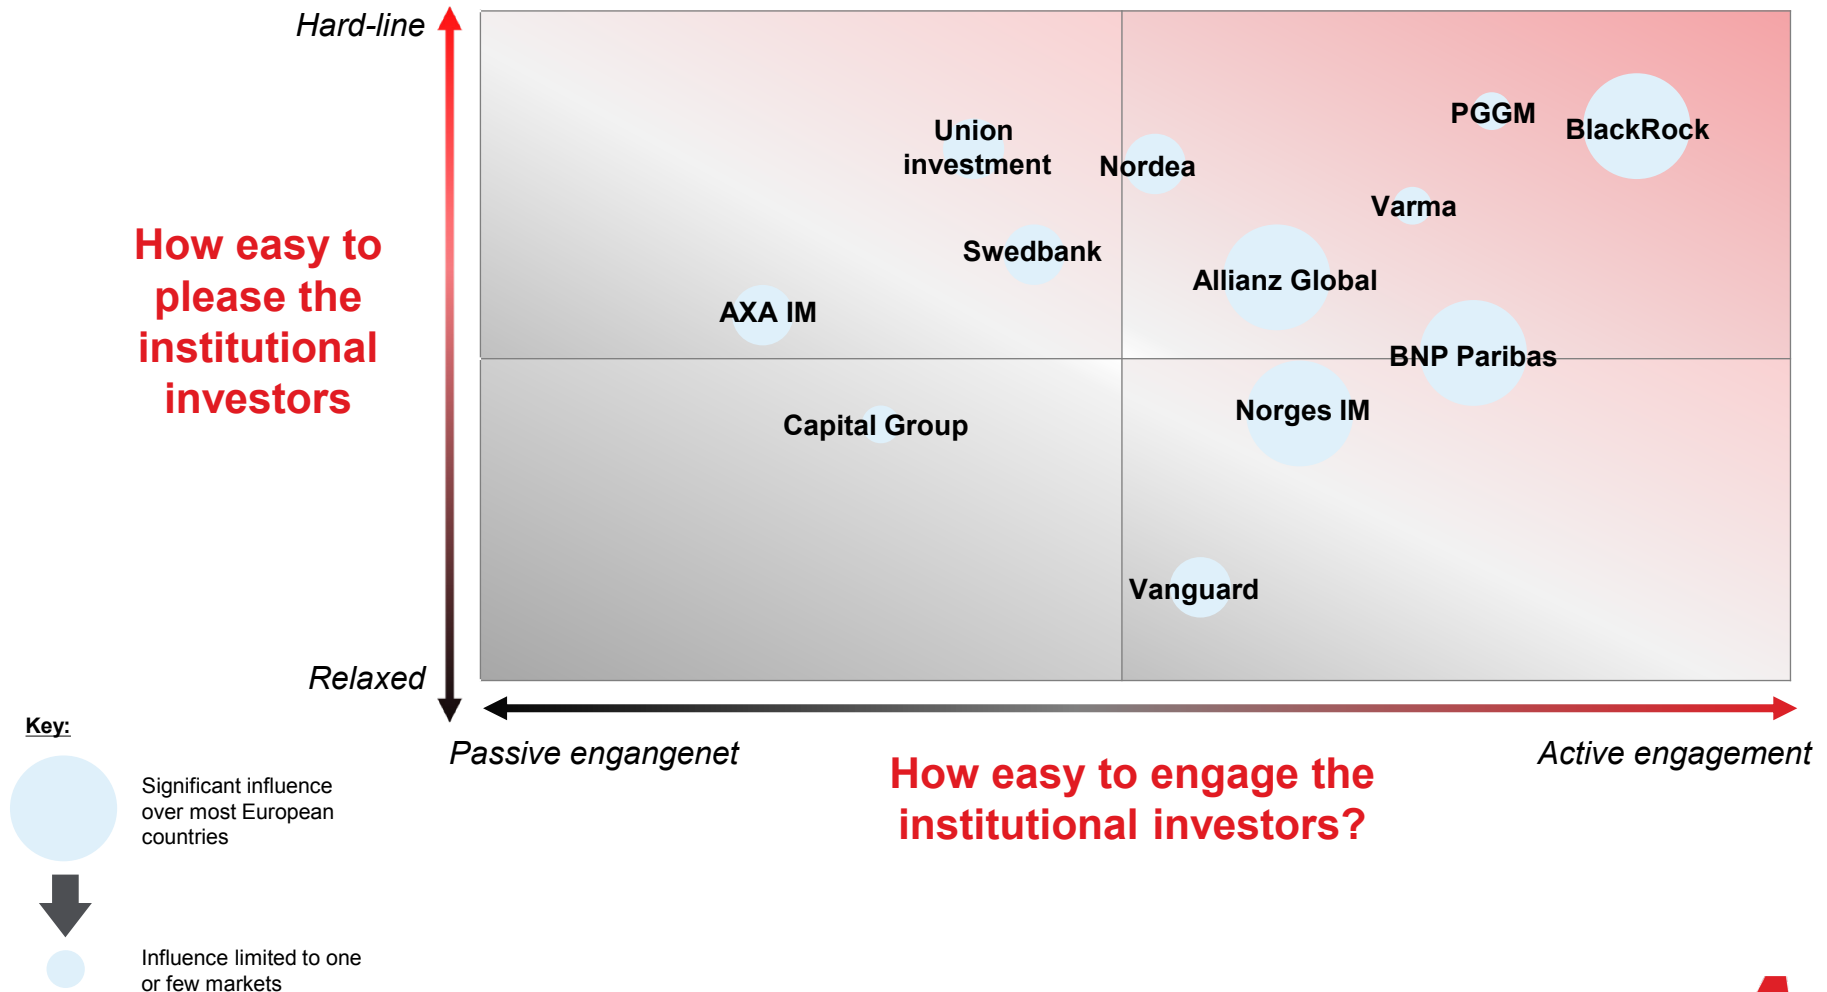 Hard-line
PGGM
BlackRock
Union
investment
Nordea
Varma
How easy to
please the
institutional
investors
Swedbank
Allianz Global
AXA IM
BNP Paribas
Norges IM
Capital Group
Vanguard
Relaxed
Passive engangenet
Active engagement
How easy to engage the
institutional investors?
Key:
Significant influence
over most European
countries
Influence limited to one
or few markets